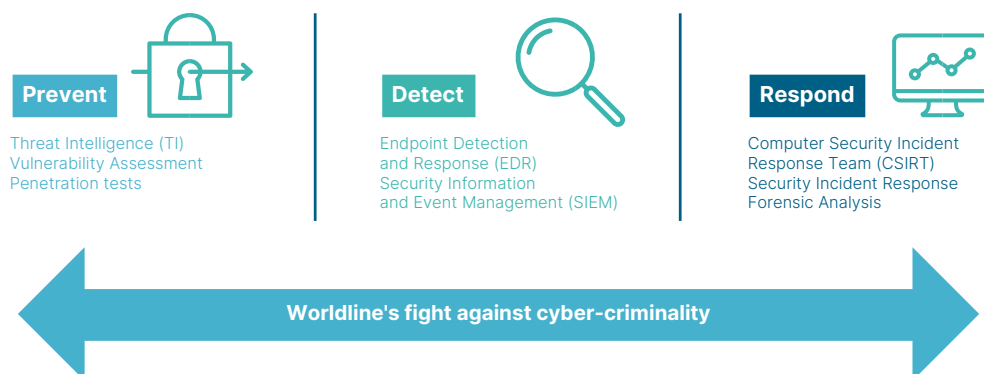 Prevent
Threat Intelligence (TI)
Vulnerability Assessment
Penetration tests
Detect
Endpoint Detection
and Response (EDR)
Security Information
and Event Management (SIEM)
Respond
Computer Security Incident
Response Team (CSIRT)
Security Incident Response
Forensic Analysis
Worldline's fight against cyber-criminality